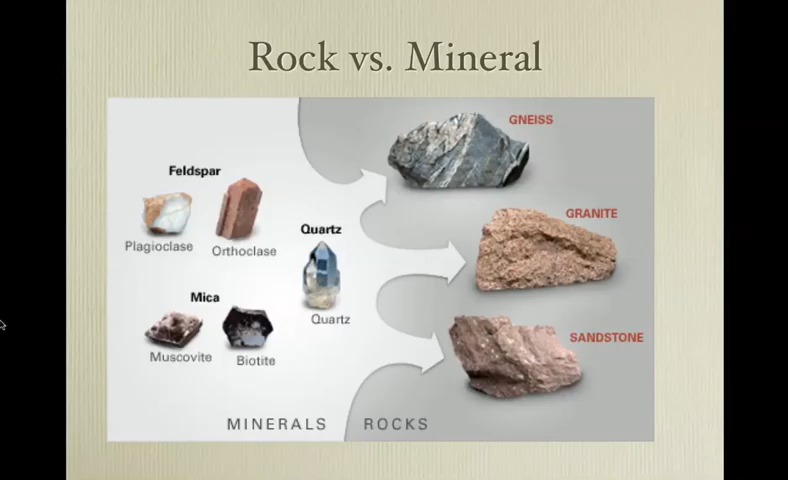 Rock vs. Mineral
GNEISS
Feldspar
Plagioclase
Orthoclase
Quartz
Quartz
GRANITE
Mica
Muscovite
Biotite
SANDSTONE
MINERALS
ROCKS